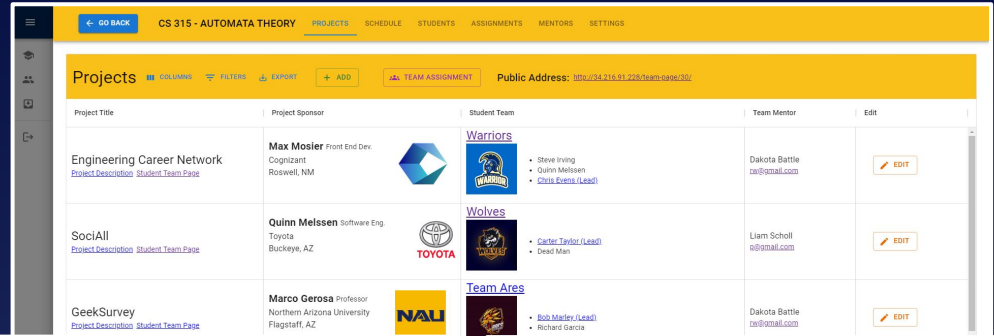 GO BACK
CS 315 - AUTOMATA THEORY
PROJECTS
SCHEDULE
STUDENTS
ASSIGNMENTS
MENTORS
SETTINGS
Projects
COLUMNS
FILTERS
EXPORT
+ ADD
TEAM ASSIGNMENT
Public Address: http://34.216.91.228/team-page/30/
Project Title
Project Sponsor
Student Team
Team Mentor
Edit
Engineering Career Network
Project Description Student Team Page
Max Mosier Front End Dev.
Cognizant
Roswell, NM
Warriors
WARRIOR
Steve Irving
Quinn Melssen
Chris Evens (Lead)
Dakota Battle
rw@gmail.com
EDIT
SociAll
Project Description Student Team Page
Quinn Melssen Software Eng.
Toyota
Buckeye, AZ
TOYOTA
Wolves
WOLVES
Carter Taylor (Lead)
Dead Man
Liam Scholl
p@gmail.com
EDIT
GeekSurvey
Project Description Student Team Page
Marco Gerosa Professor
Northern Arizona University
Flagstaff, AZ
NAU
Team Ares
Bob Marley (Lead)
Richard Garcia
Dakota Battle
rw@gmail.com
EDIT